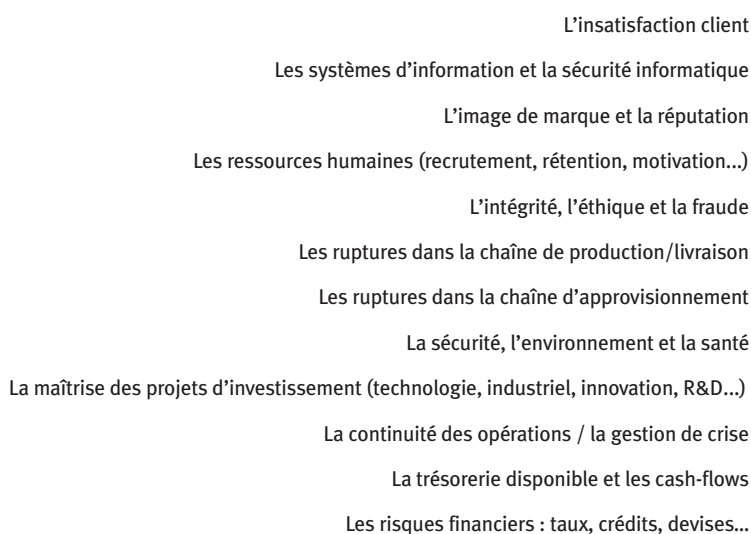 L’insatisfaction client
Les systèmes d’information et la sécurité informatique
L’image de marque et la réputation
Les ressources humaines (recrutement, rétention, motivation...)
L’intégrité, l’éthique et la fraude
Les ruptures dans la chaîne de production/livraison
Les ruptures dans la chaîne d’approvisionnement
La sécurité, l’environnement et la santé
La maîtrise des projets d’investissement (technologie, industriel, innovation, R&D...)
La continuité des opérations / la gestion de crise
La trésorerie disponible et les cash-flows
Les risques financiers : taux, crédits, devises...